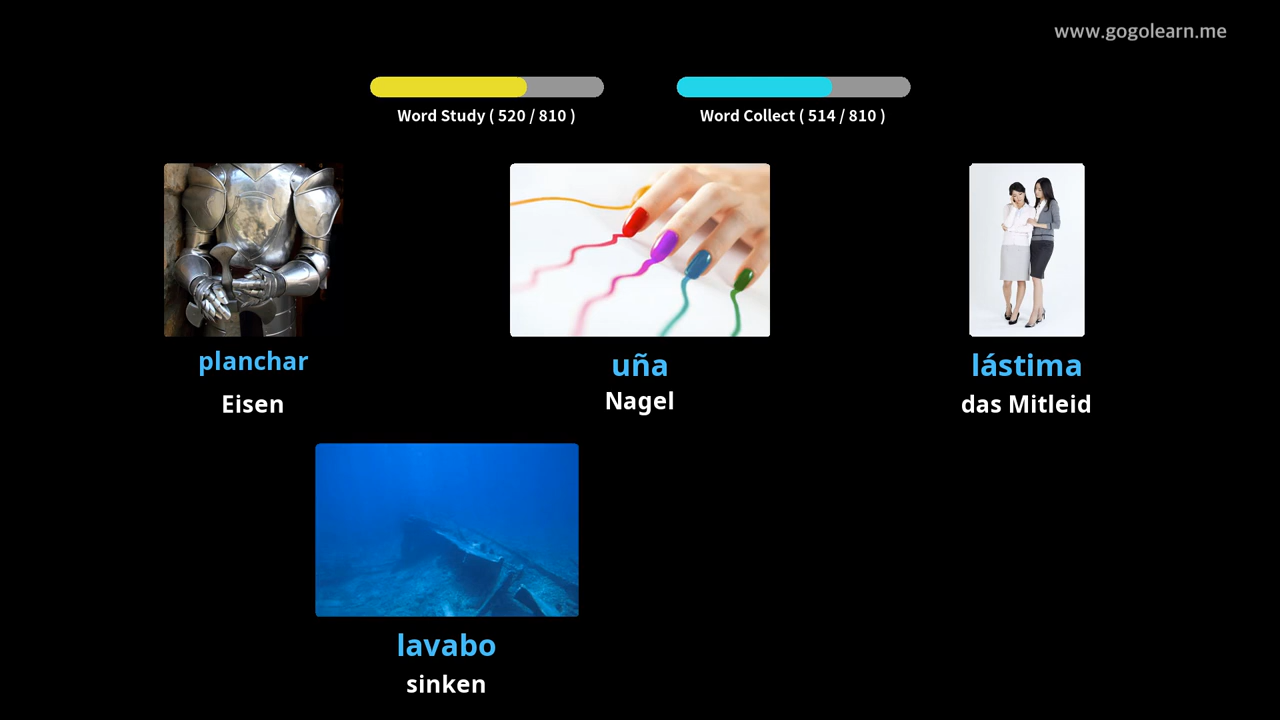 www.gogolearn.me
Word Study ( 520 / 810 )
Word Collect ( 514 / 810 )
planchar
Eisen
uña
Nagel
lástima
das Mitleid
lavabo
sinken